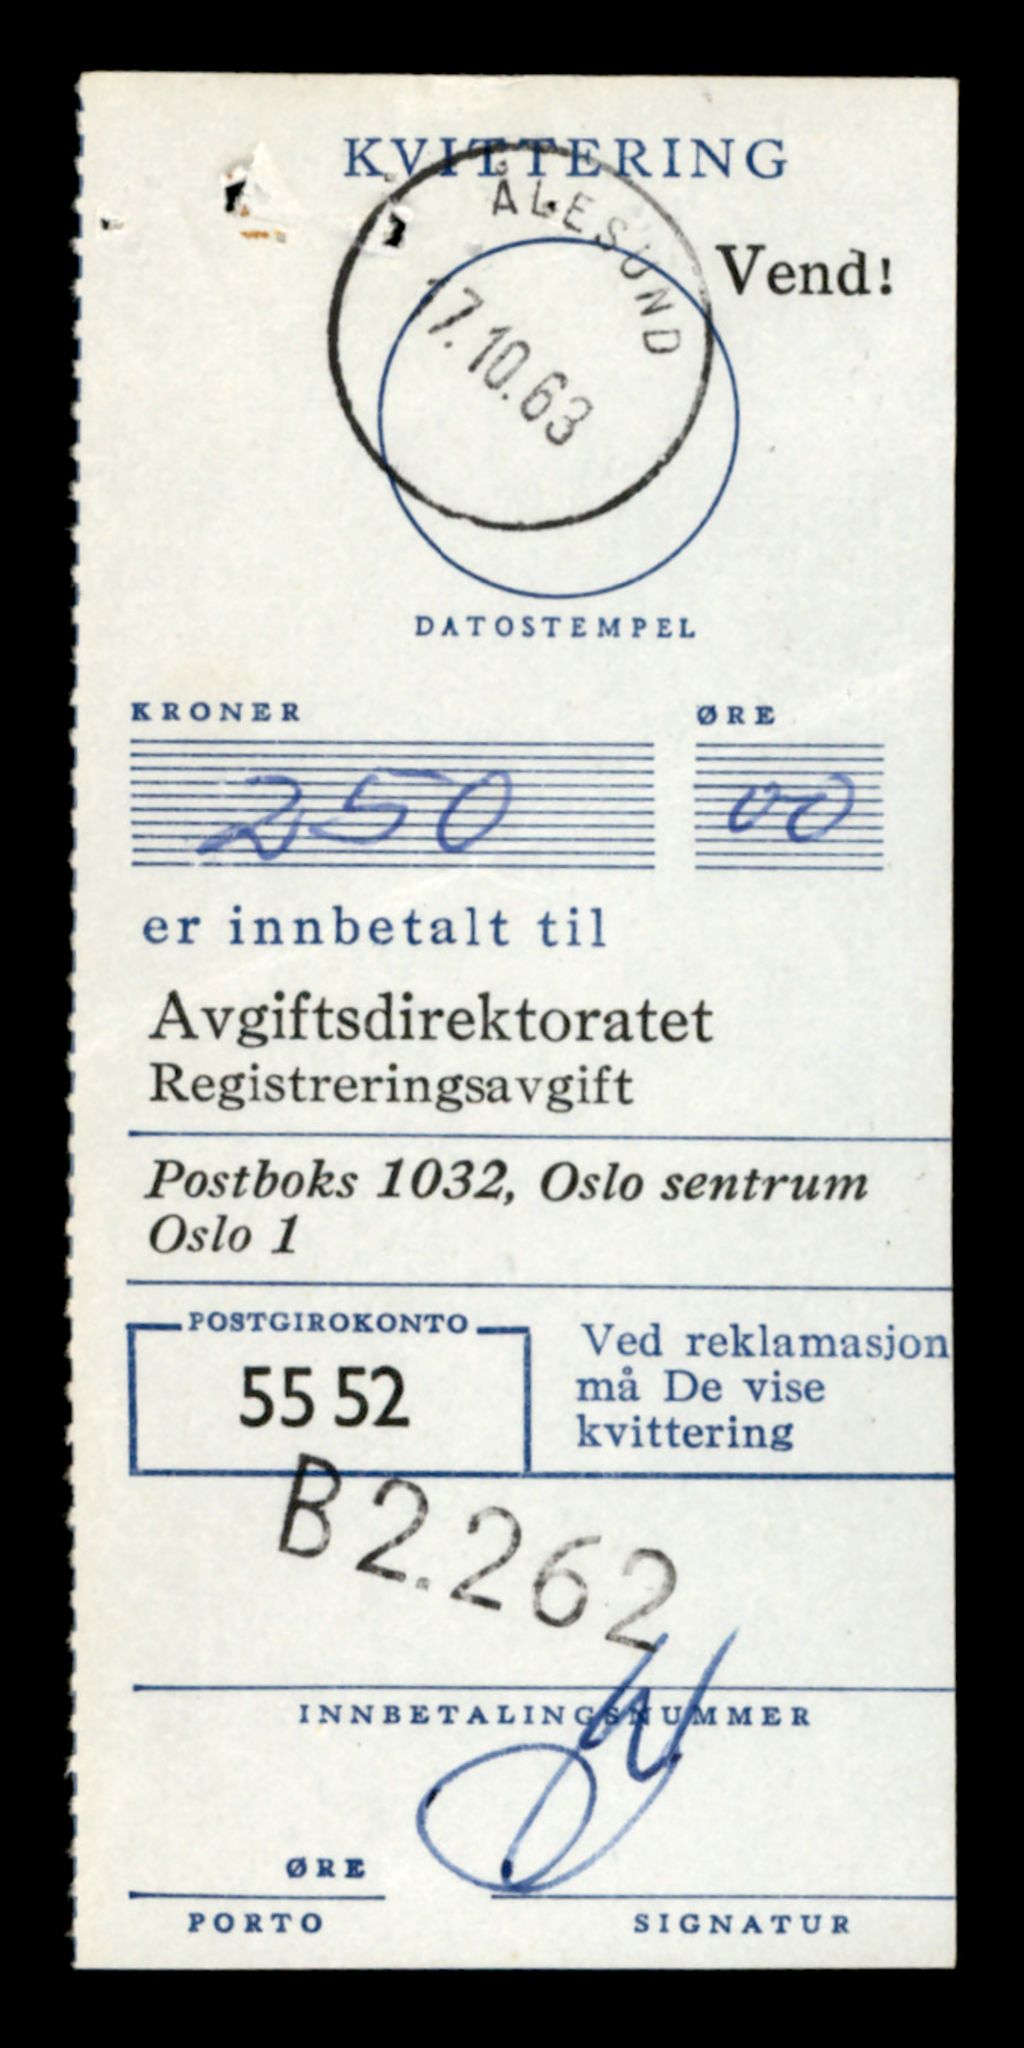 KVITTERING
ÅLESUND
Vend!
17.10.63
DATOSTEMPEL
KRONER ØRE
250 00
er innbetalt til
Avgiftsdirektoratet
Registreringsavgift
Postboks 1032, Oslo sentrum
Oslo 1
POSTGIROKONTO
55 52
Ved reklamasjon
må De vise
kvittering
B2.262
INNBETALINGSNUMMER
ØRE
PORTO SIGNATUR